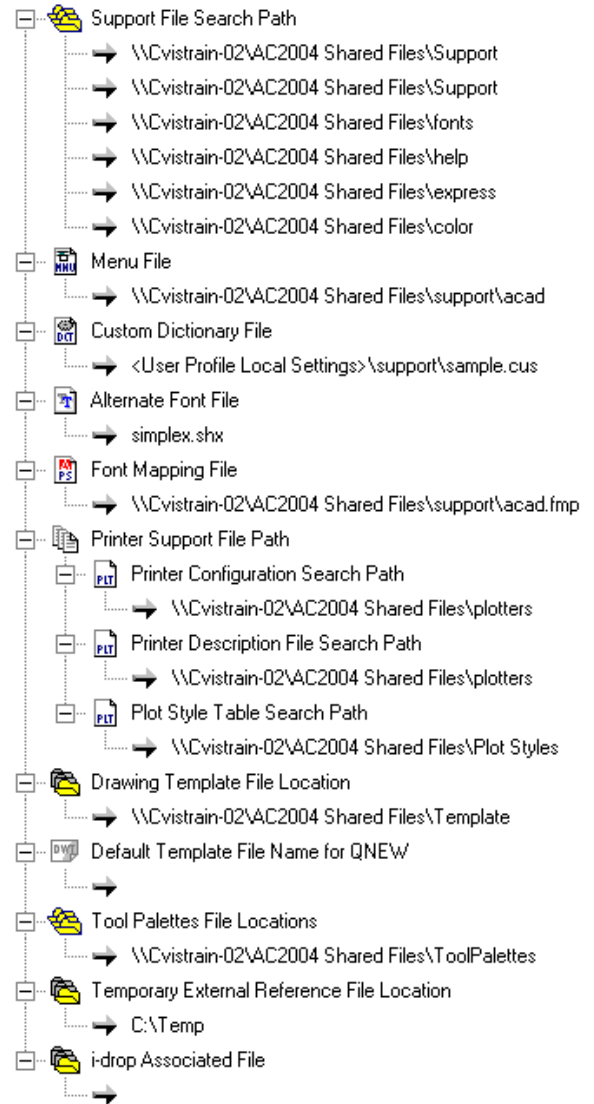 Support File Search Path
\\Cvistrain-02\AC2004 Shared Files\Support
\\Cvistrain-02\AC2004 Shared Files\Support
\\Cvistrain-02\AC2004 Shared Files\fonts
\\Cvistrain-02\AC2004 Shared Files\help
\\Cvistrain-02\AC2004 Shared Files\express
\\Cvistrain-02\AC2004 Shared Files\color
MNU Menu File
\\Cvistrain-02\AC2004 Shared Files\support\acad
DCT Custom Dictionary File
<User Profile Local Settings>\support\sample.cus
T Alternate Font File
simplex.shx
A PS Font Mapping File
\\Cvistrain-02\AC2004 Shared Files\support\acad.fmp
Printer Support File Path
PLT Printer Configuration Search Path
\\Cvistrain-02\AC2004 Shared Files\plotters
PLT Printer Description File Search Path
\\Cvistrain-02\AC2004 Shared Files\plotters
PLT Plot Style Table Search Path
\\Cvistrain-02\AC2004 Shared Files\Plot Styles
Drawing Template File Location
\\Cvistrain-02\AC2004 Shared Files\Template
DWT Default Template File Name for QNEW
Tool Palettes File Locations
\\Cvistrain-02\AC2004 Shared Files\ToolPalettes
Temporary External Reference File Location
C:\Temp
i-drop Associated File